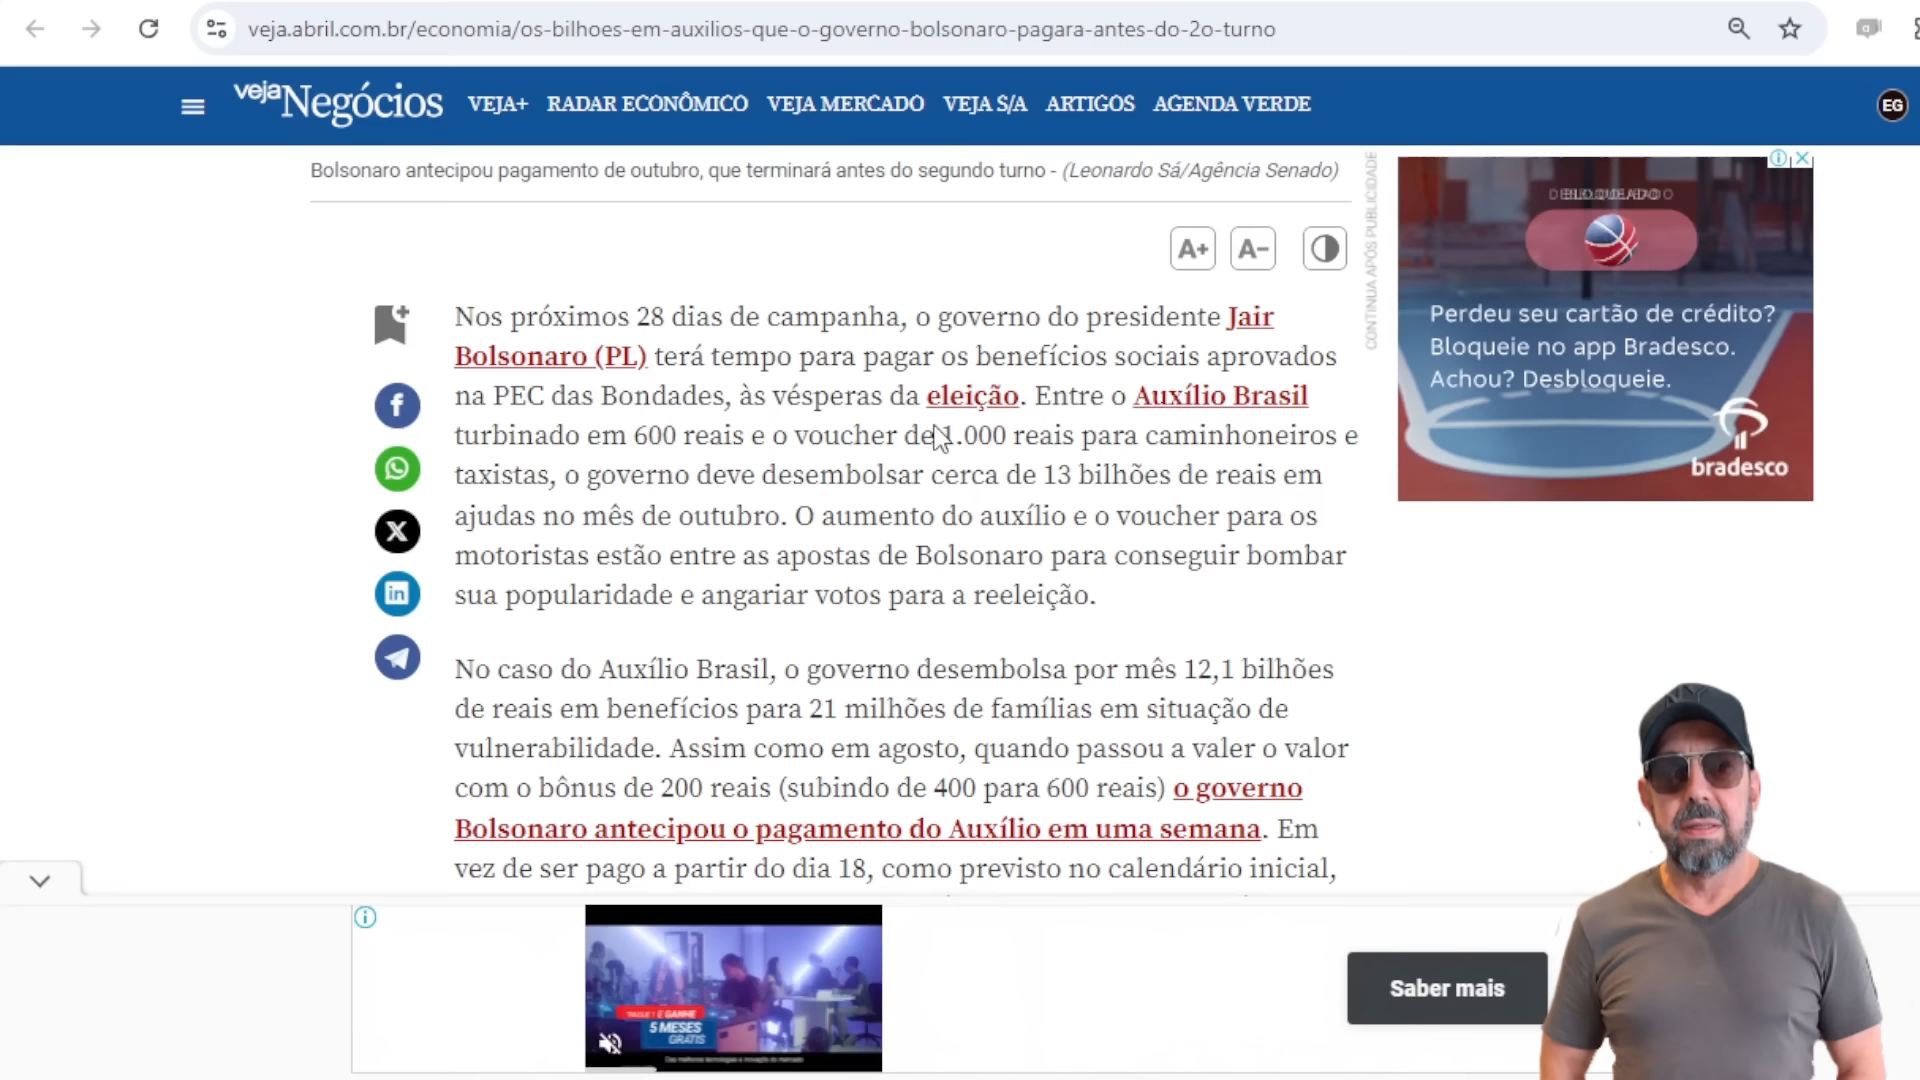 veja.abril.com.br/economia/os-bilhoes-em-auxilios-que-o-governo-bolsonaro-pagara-antes-do-2o-turno
veja Negócios VEJA+ RADAR ECONÔMICO VEJA MERCADO VEJA S/A ARTIGOS AGENDA VERDE
EG
Bolsonaro antecipou pagamento de outubro, que terminará antes do segundo turno - (Leonardo Sá/Agência Senado)
A+ A-
CONTINUA APÓS PUBLICIDADE
Nos próximos 28 dias de campanha, o governo do presidente Jair
Bolsonaro (PL) terá tempo para pagar os benefícios sociais aprovados
na PEC das Bondades, às vésperas da eleição. Entre o Auxílio Brasil
turbinado em 600 reais e o voucher de 1.000 reais para caminhoneiros e
taxistas, o governo deve desembolsar cerca de 13 bilhões de reais em
ajudas no mês de outubro. O aumento do auxílio e o voucher para os
motoristas estão entre as apostas de Bolsonaro para conseguir bombar
sua popularidade e angariar votos para a reeleição.
No caso do Auxílio Brasil, o governo desembolsa por mês 12,1 bilhões
de reais em benefícios para 21 milhões de famílias em situação de
vulnerabilidade. Assim como em agosto, quando passou a valer o valor
com o bônus de 200 reais (subindo de 400 para 600 reais) o governo
Bolsonaro antecipou o pagamento do Auxílio em uma semana. Em
vez de ser pago a partir do dia 18, como previsto no calendário inicial,
Perdeu seu cartão de crédito?
Bloqueie no app Bradesco.
Achou? Desbloqueie.
bradesco
5 MESES
GRÁTIS
Saber mais